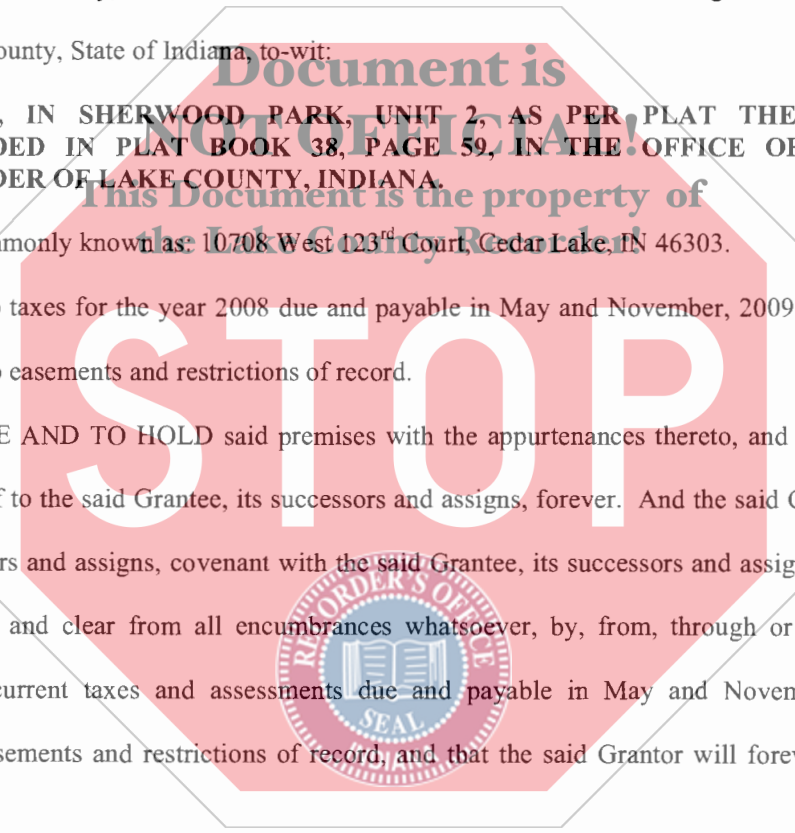 ounty, State of Indiana, to-wit:
Document is
, IN SHERWOOD PARK, UNIT 2, AS PER PLAT THE
NOT OFFICIAL!
DED IN PLAT BOOK 38, PAGE 59, IN THE OFFICE OF
DER OF LAKE COUNTY, INDIANA.
This Document is the property of
the Lake County Recorder!
mmonly known as: 10708 West 123rd Court, Cedar Lake, IN 46303.
taxes for the year 2008 due and payable in May and November, 2009
easements and restrictions of record.
STOP
E AND TO HOLD said premises with the appurtenances thereto, and
f to the said Grantee, its successors and assigns, forever. And the said
rs and assigns, covenant with the said Grantee, its successors and assig
RECORDER'S OFFICE
and clear from all encumbrances whatsoever, by, from, through or
current taxes and assessments due and payable in May and Novem
SEAL
INDIANA
sements and restrictions of record, and that the said Grantor will forev